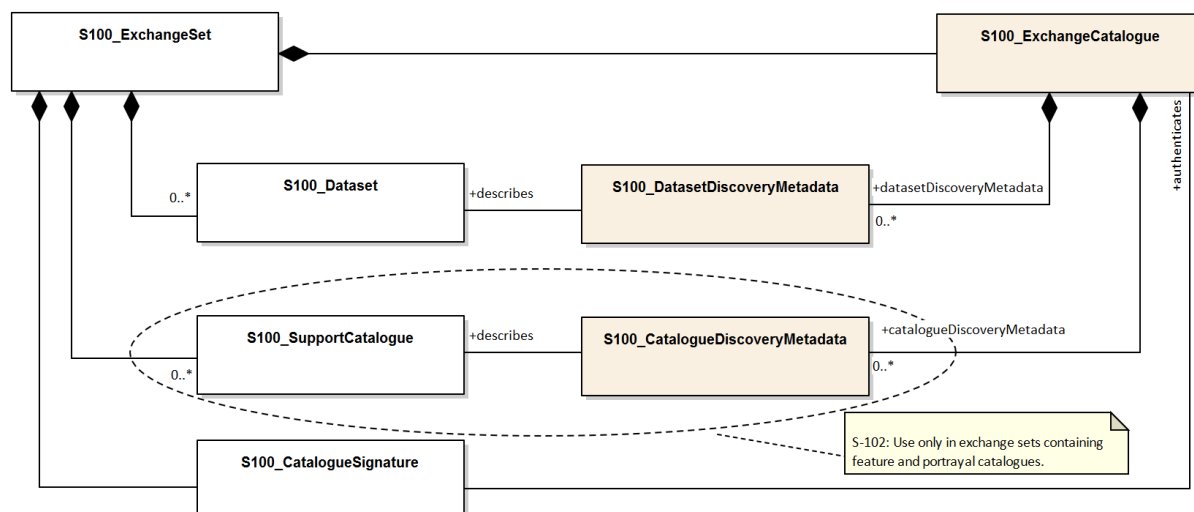 S100_ExchangeSet
S100_ExchangeCatalogue
+authenticates
S100_Dataset
+describes
S100_DatasetDiscoveryMetadata
+datasetDiscoveryMetadata
0..*
0..*
S100_SupportCatalogue
+describes
S100_CatalogueDiscoveryMetadata
+catalogueDiscoveryMetadata
0..*
0..*
S-102: Use only in exchange sets containing
feature and portrayal catalogues.
S100_CatalogueSignature